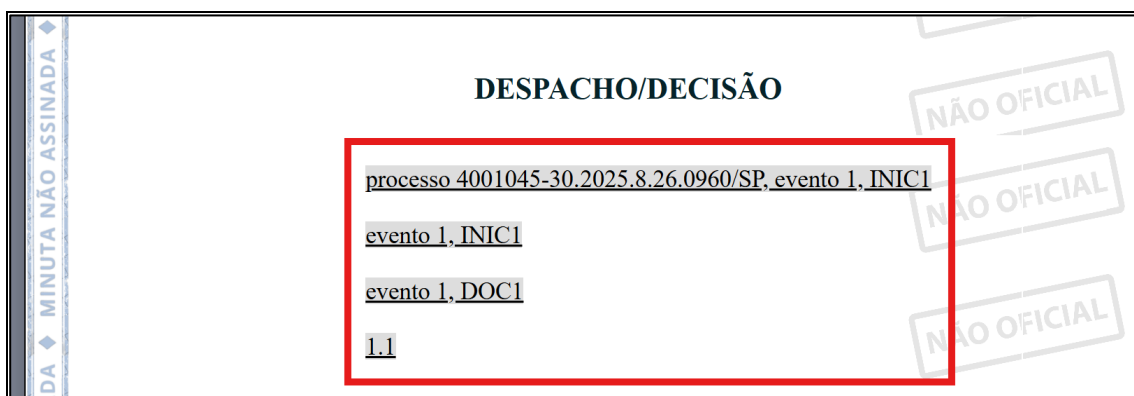 DESPACHO/DECISÃO
NÃO OFICIAL
processo 4001045-30.2025.8.26.0960/SP, evento 1, INIC1
NÃO OFICIAL
evento 1, INIC1
evento 1, DOC1
NÃO OFICIAL
1.1
DA ◆ MINUTA NÃO ASSINADA ◆